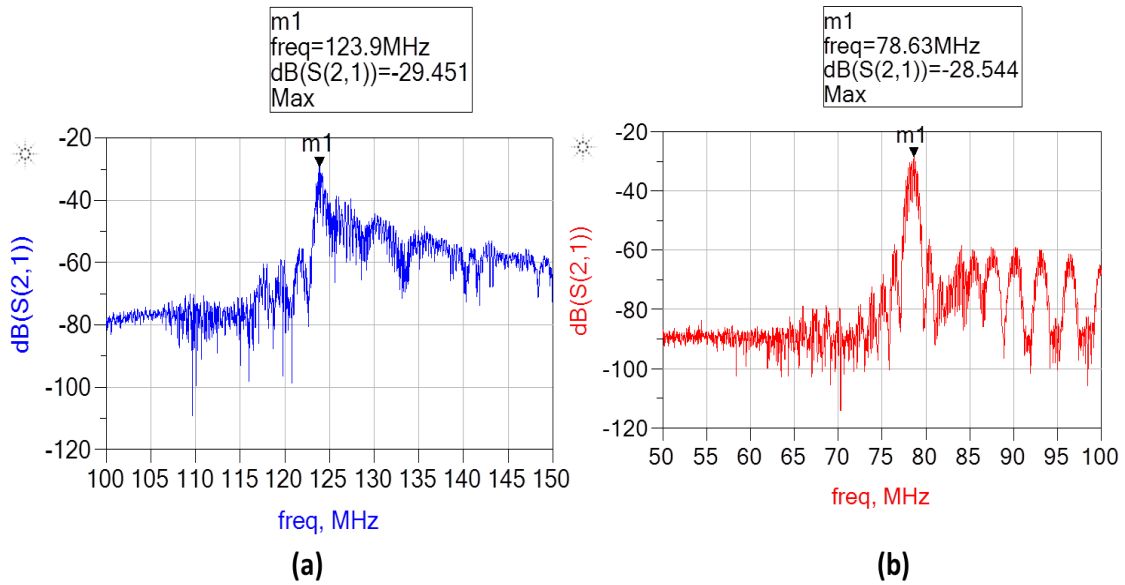 m1
freq=123.9MHz
dB(S(2,1))=-29.451
Max
m1
-20
-40
-60
-80
-100
-120
dB(S(2,1))
100 105 110 115 120 125 130 135 140 145 150
freq, MHz
(a)
m1
freq=78.63MHz
dB(S(2,1))=-28.544
Max
m1
-20
-40
-60
-80
-100
-120
dB(S(2,1))
50 55 60 65 70 75 80 85 90 95 100
freq, MHz
(b)